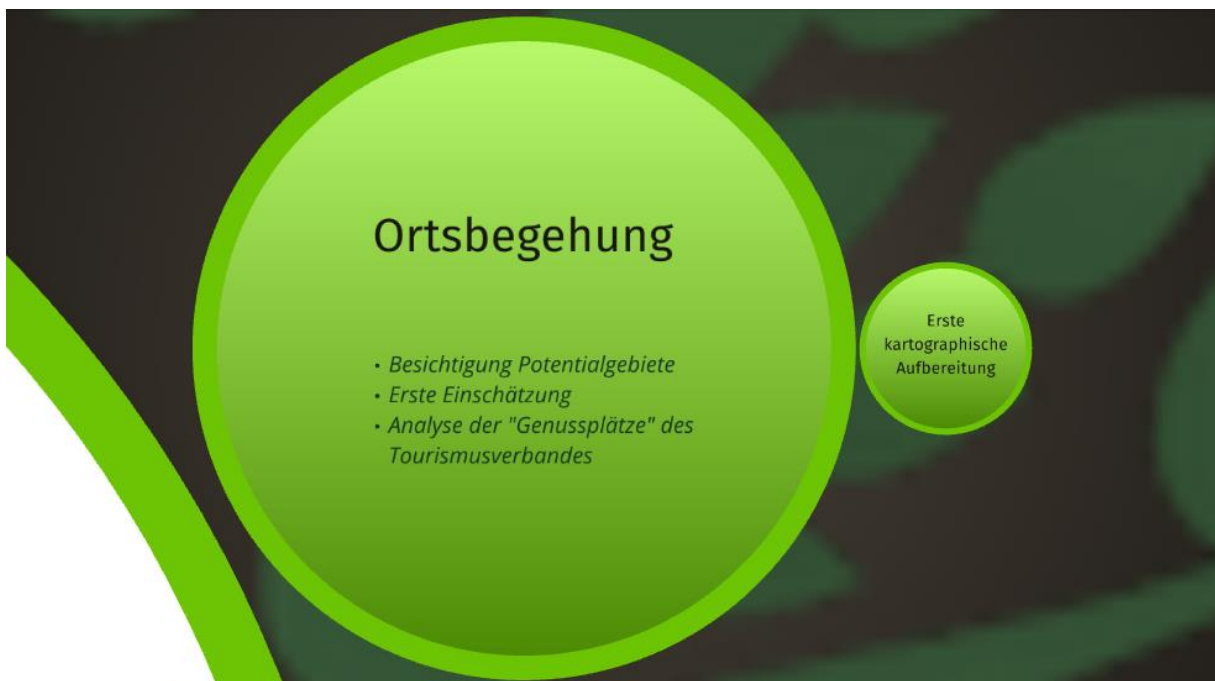 Ortsbegehung
• Besichtigung Potentialgebiete
• Erste Einschätzung
• Analyse der "Genussplätze" des
Tourismusverbandes
Erste
kartographische
Aufbereitung